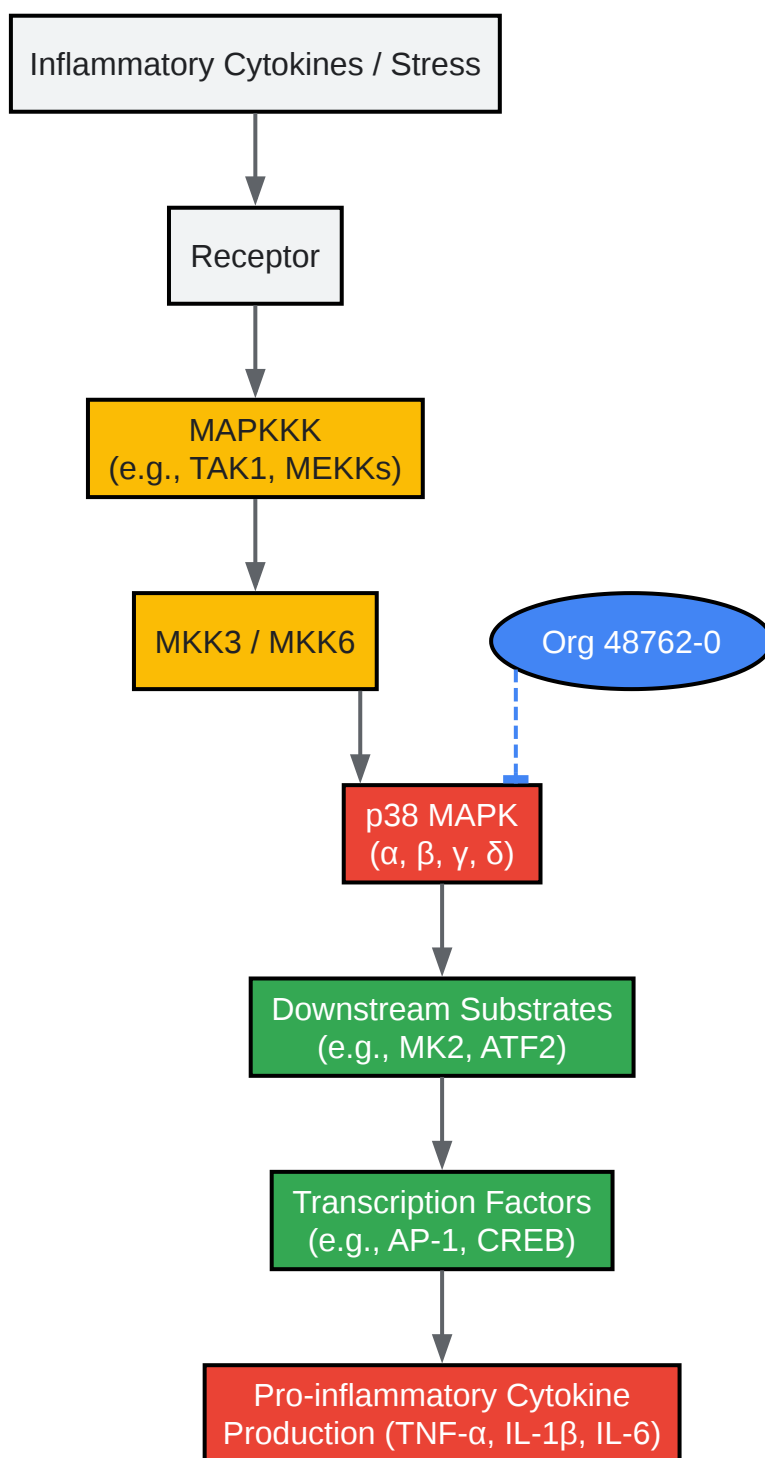 Inflammatory Cytokines / Stress
Receptor
MAPKKK
(e.g., TAK1, MEKKs)
MKK3 / MKK6
Org 48762-0
p38 MAPK
(α, β, γ, δ)
Downstream Substrates
(e.g., MK2, ATF2)
Transcription Factors
(e.g., AP-1, CREB)
Pro-inflammatory Cytokine
Production (TNF-α, IL-1β, IL-6)